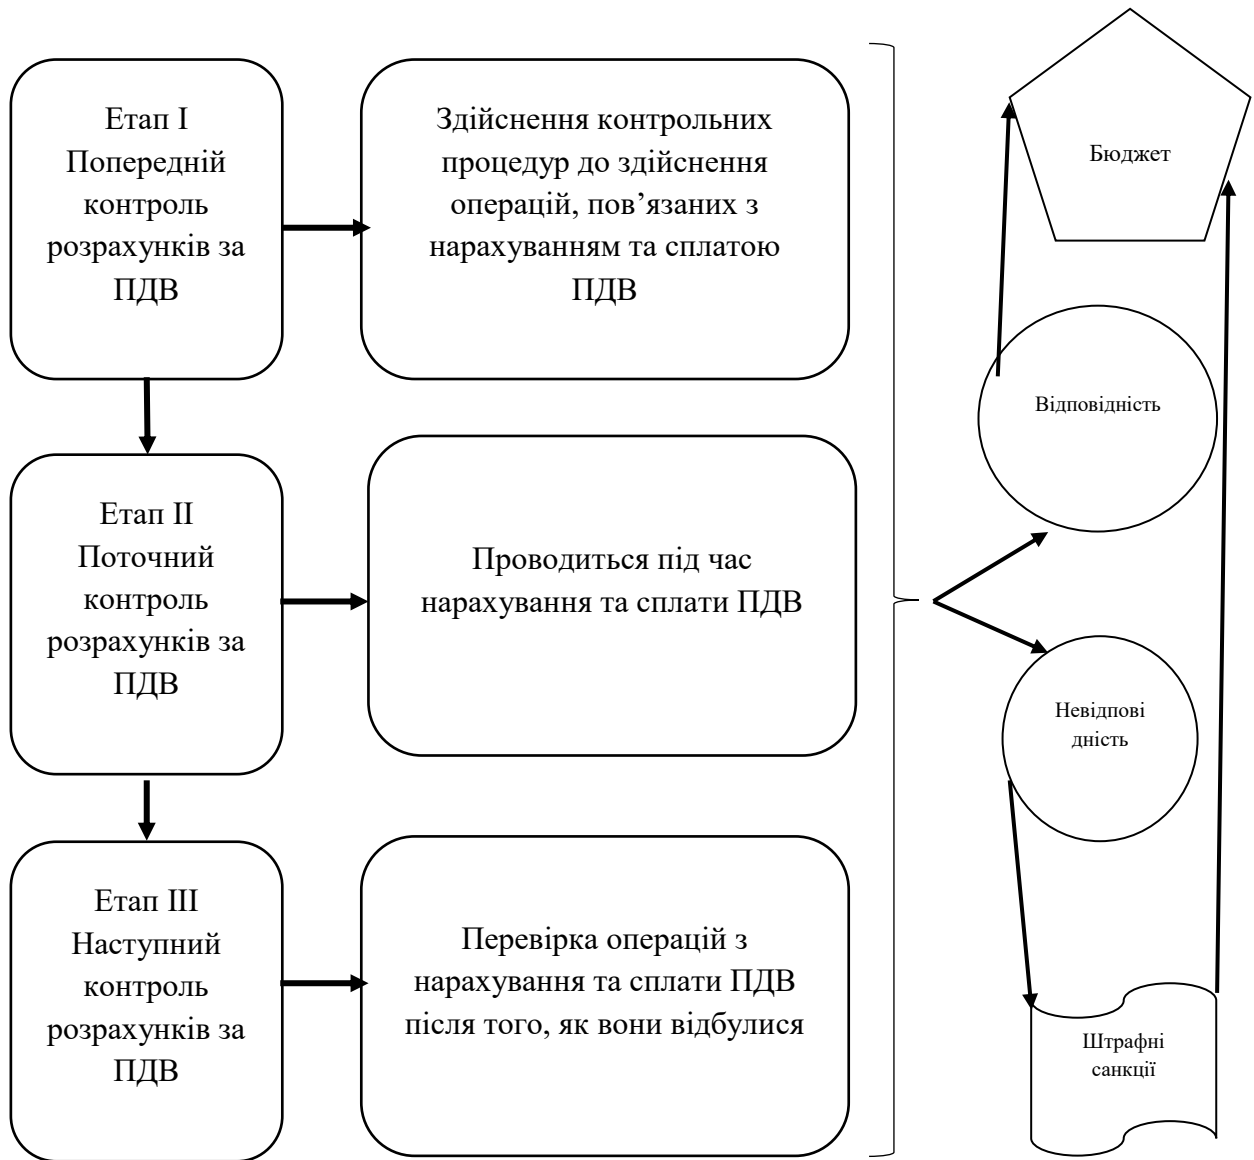 Етап І
Попередній
контроль
розрахунків за
ПДВ
Здійснення контрольних
процедур до здійснення
операцій, пов’язаних з
нарахуванням та сплатою
ПДВ
Етап ІІ
Поточний
контроль
розрахунків за
ПДВ
Проводиться під час
нарахування та сплати ПДВ
Етап ІІІ
Наступний
контроль
розрахунків за
ПДВ
Перевірка операцій з
нарахування та сплати ПДВ
після того, як вони відбулися
Бюджет
Відповідність
Невідпові
дність
Штрафні
санкції